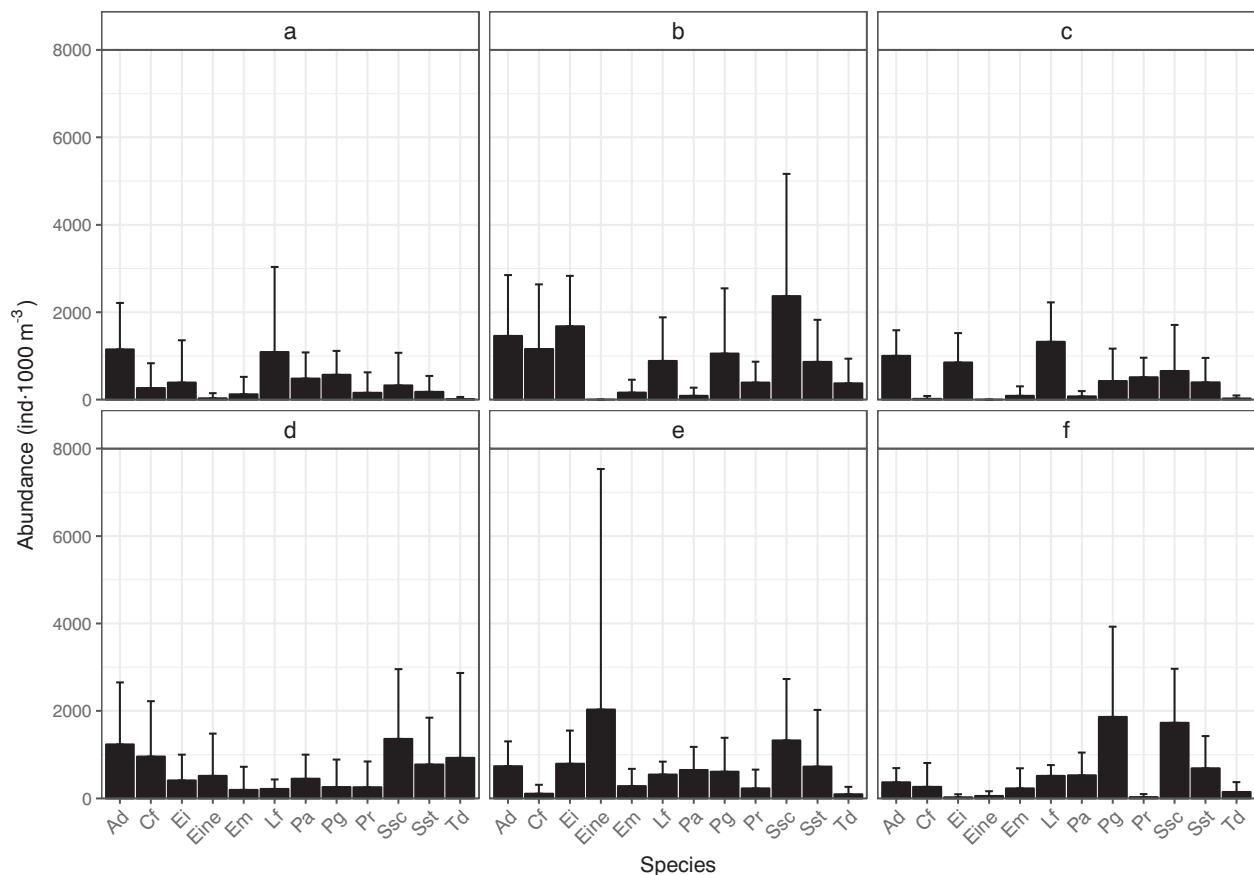 a b c
8000
6000
4000
2000
0
d e f
8000
6000
4000
2000
0
Abundance (ind·1000 m⁻³)
Ad Cf Ei Eine Em Lf Pa Pg Pr Ssc Sst Td
Ad Cf Ei Eine Em Lf Pa Pg Pr Ssc Sst Td
Ad Cf Ei Eine Em Lf Pa Pg Pr Ssc Sst Td
Species